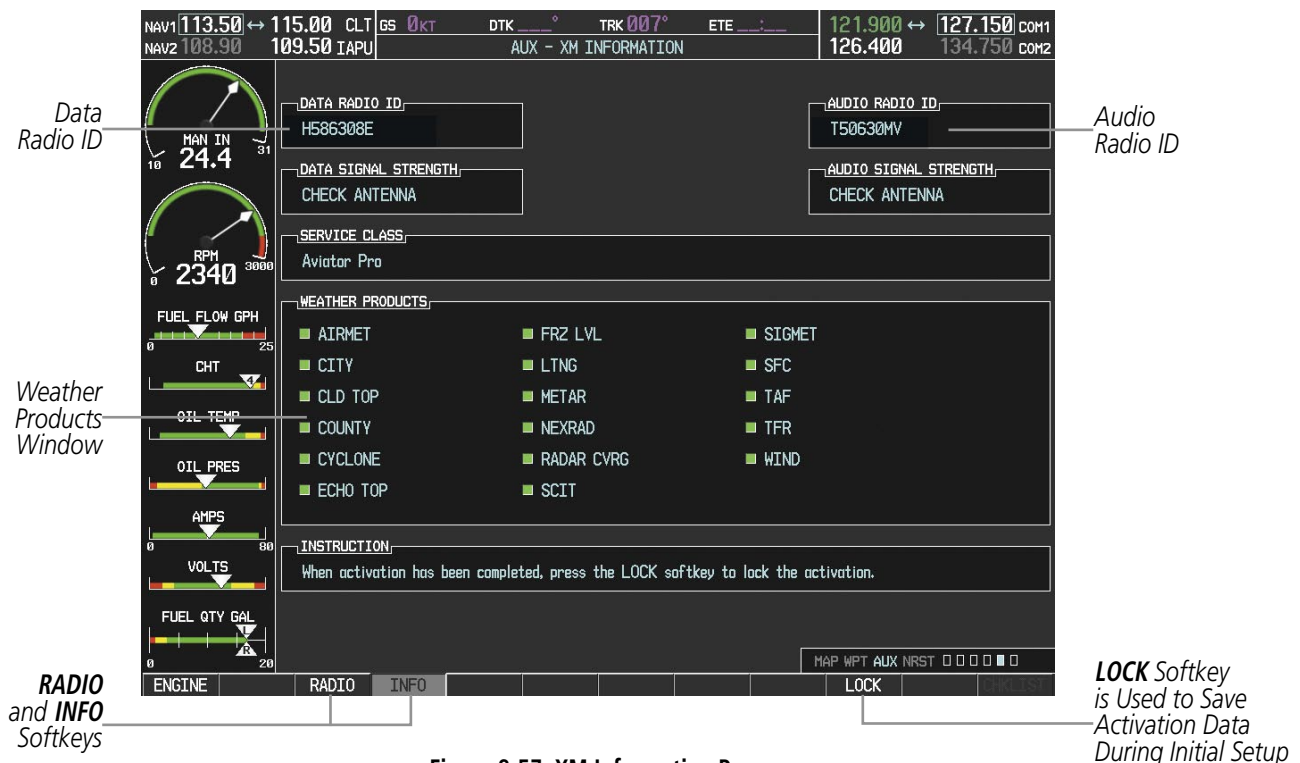 NAV1 113.50 ↔ 115.00 CLT GS 0KT DTK ___° TRK 007° ETE __:__ 121.900 ↔ 127.150 COM1
NAV2 108.90 109.50 IAPU AUX - XM INFORMATION 126.400 134.750 COM2
Data
Radio ID
Audio
Radio ID
Weather
Products
Window
RADIO
and INFO
Softkeys
LOCK Softkey
is Used to Save
Activation Data
During Initial Setup
MAN IN
10 24.4 31
RPM
0 2340 3000
FUEL FLOW GPH
0 25
CHT
4
OIL TEMP
OIL PRES
AMPS
0 80
VOLTS
FUEL QTY GAL
L
R
0 20
DATA RADIO ID
H586308E
AUDIO RADIO ID
T50630MV
DATA SIGNAL STRENGTH
CHECK ANTENNA
AUDIO SIGNAL STRENGTH
CHECK ANTENNA
SERVICE CLASS
Aviator Pro
WEATHER PRODUCTS
AIRMET FRZ LVL SIGMET
CITY LTNG SFC
CLD TOP METAR TAF
COUNTY NEXRAD TFR
CYCLONE RADAR CVRG WIND
ECHO TOP SCIT
INSTRUCTION
When activation has been completed, press the LOCK softkey to lock the activation.
MAP WPT AUX NRST
ENGINE RADIO INFO LOCK CHKLIST